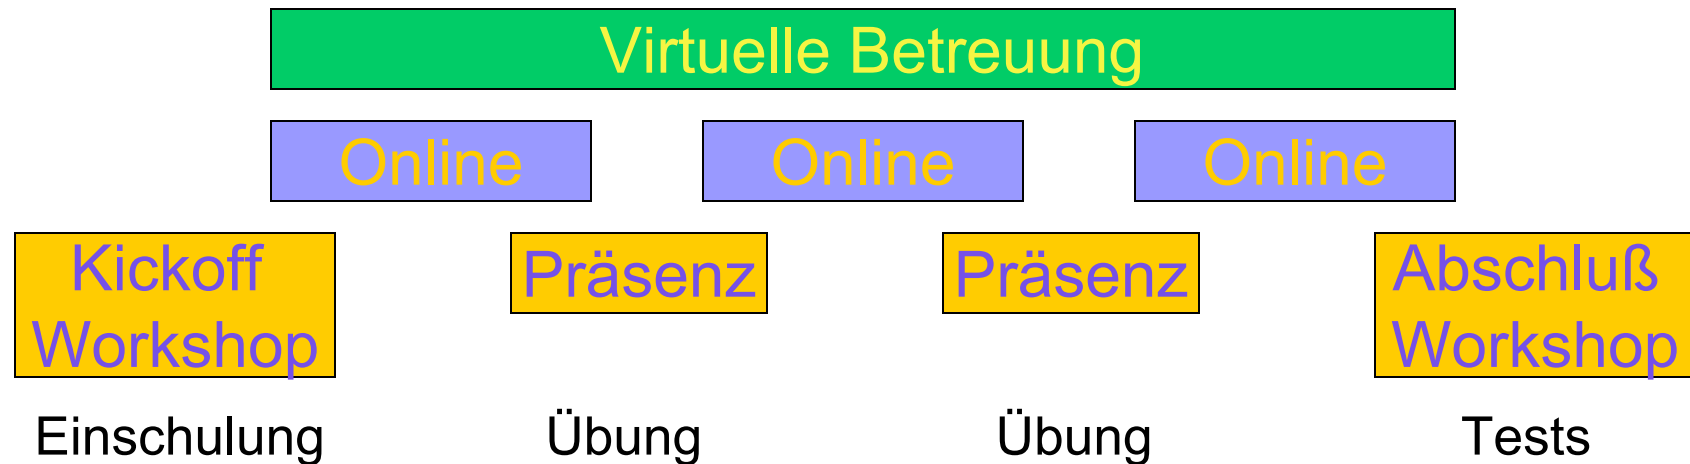 Virtuelle Betreuung
Online Online Online
Kickoff
Workshop
Präsenz
Präsenz
Abschluß
Workshop
Einschulung Übung Übung Tests